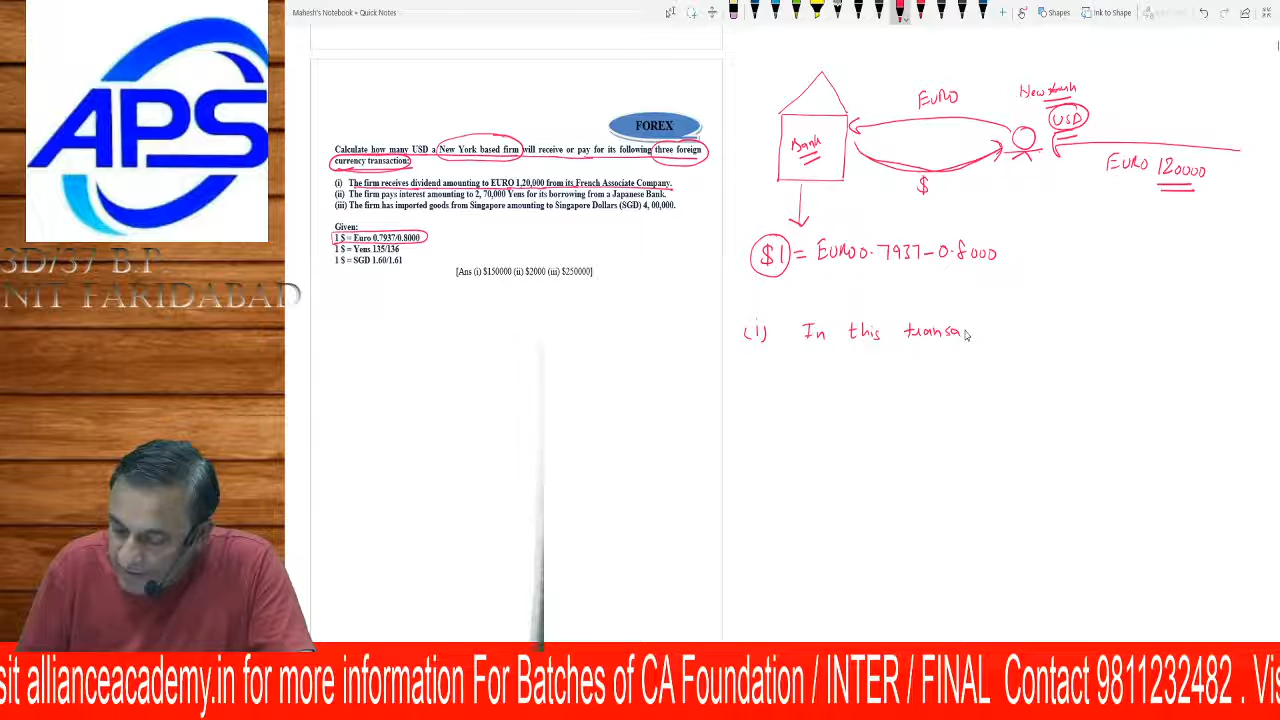 Mahesh's Notebook » Quick Notes
Shapes
Ink to Shape
APS
3D/37 B.P.
NIT FARIDABAD
FOREX
Calculate how many USD a New York based firm will receive or pay for its following three foreign
currency transaction:
(i) The firm receives dividend amounting to EURO 1,20,000 from its French Associate Company.
(ii) The firm pays interest amounting to 2, 70,000 Yens for its borrowing from a Japanese Bank.
(iii) The firm has imported goods from Singapore amounting to Singapore Dollars (SGD) 4, 00,000.
Given:
1 $ = Euro 0.7937/0.8000
1 $ = Yens 135/136
1 $ = SGD 1.60/1.61
[Ans (i) $150000 (ii) $2000 (iii) $250000]
EURO
USD
Bank
EURO 120000
$
$1 = EURO 0.7937 - 0.8000
(i) In this transa
sit allianceacademy.in for more information For Batches of CA Foundation / INTER / FINAL Contact 9811232482 . Vis